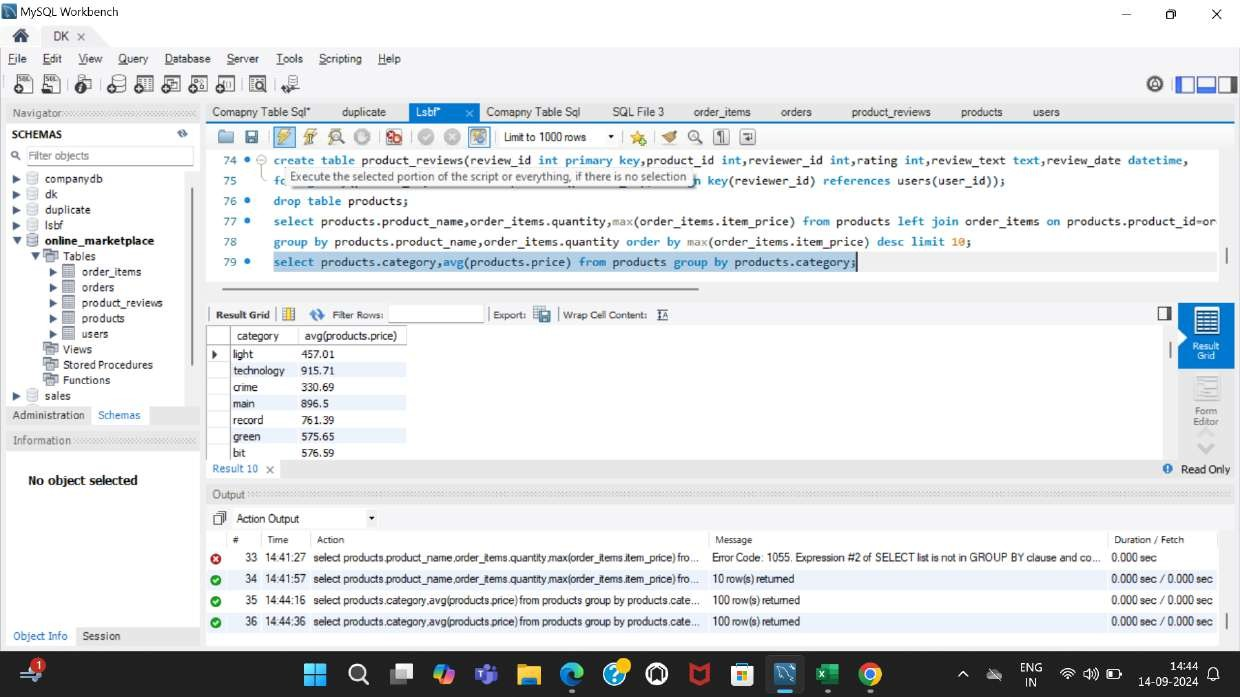 MySQL Workbench
DK
File Edit View Query Database Server Tools Scripting Help
Navigator
SCHEMAS
Filter objects
companydb
dk
duplicate
lsbf
online_marketplace
Tables
order_items
orders
product_reviews
products
users
Views
Stored Procedures
Functions
sales
Administration Schemas
Information
No object selected
Object Info Session
Comapny Table Sql* duplicate Lsbf* Comapny Table Sql SQL File 3 order_items orders product_reviews products users
Limit to 1000 rows
74 create table product_reviews(review_id int primary key,product_id int,reviewer_id int,rating int,review_text text,review_date datetime,
75 key(reviewer_id) references users(user_id));
Execute the selected portion of the script or everything, if there is no selection
76 drop table products;
77 select products.product_name,order_items.quantity,max(order_items.item_price) from products left join order_items on products.product_id=or
78 group by products.product_name,order_items.quantity order by max(order_items.item_price) desc limit 10;
79 select products.category,avg(products.price) from products group by products.category;
Result Grid Filter Rows: Export: Wrap Cell Content:
category avg(products.price)
light 457.01
technology 915.71
crime 330.69
main 896.5
record 761.39
green 575.65
bit 576.59
Result Grid
Form Editor
Result 10
Read Only
Output
Action Output
# Time Action Message Duration / Fetch
33 14:41:27 select products.product_name,order_items.quantity,max(order_items.item_price) fro... Error Code: 1055. Expression #2 of SELECT list is not in GROUP BY clause and co... 0.000 sec
34 14:41:57 select products.product_name,order_items.quantity,max(order_items.item_price) fro... 10 row(s) returned 0.000 sec / 0.000 sec
35 14:44:16 select products.category,avg(products.price) from products group by products.cate... 100 row(s) returned 0.000 sec / 0.000 sec
36 14:44:36 select products.category,avg(products.price) from products group by products.cate... 100 row(s) returned 0.000 sec / 0.000 sec
1
ENG
IN
14:44
14-09-2024